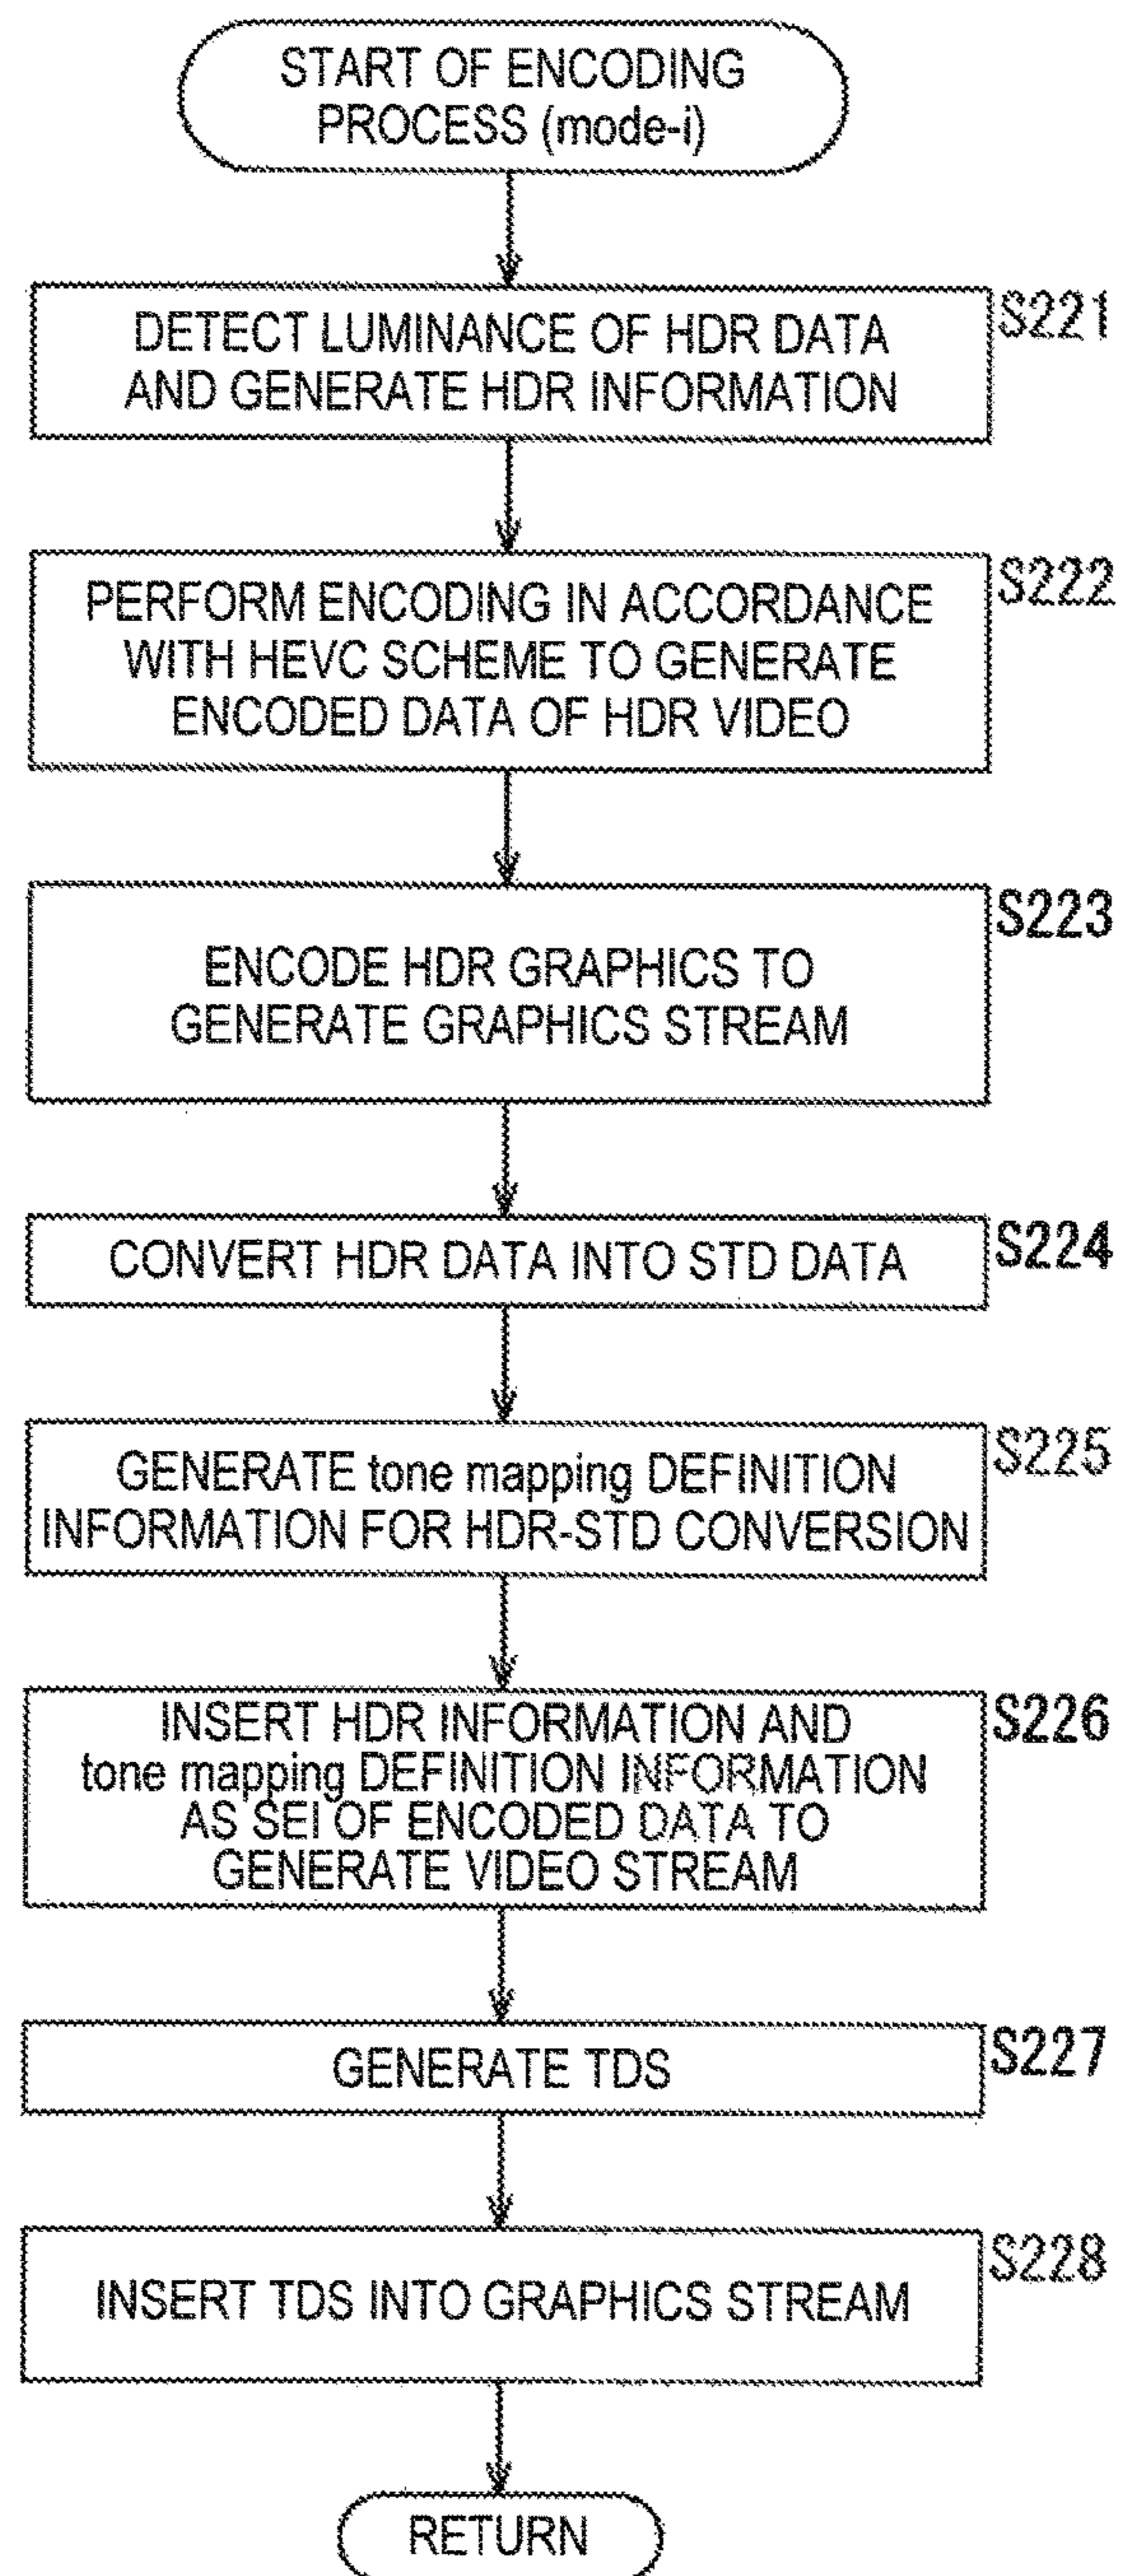 START OF ENCODING
PROCESS (mode-i)
DETECT LUMINANCE OF HDR DATA
AND GENERATE HDR INFORMATION
S221
PERFORM ENCODING IN ACCORDANCE
WITH HEVC SCHEME TO GENERATE
ENCODED DATA OF HDR VIDEO
S222
ENCODE HDR GRAPHICS TO
GENERATE GRAPHICS STREAM
S223
CONVERT HDR DATA INTO STD DATA
S224
GENERATE tone mapping DEFINITION
INFORMATION FOR HDR-STD CONVERSION
S225
INSERT HDR INFORMATION AND
tone mapping DEFINITION INFORMATION
AS SEI OF ENCODED DATA TO
GENERATE VIDEO STREAM
S226
GENERATE TDS
S227
INSERT TDS INTO GRAPHICS STREAM
S228
RETURN